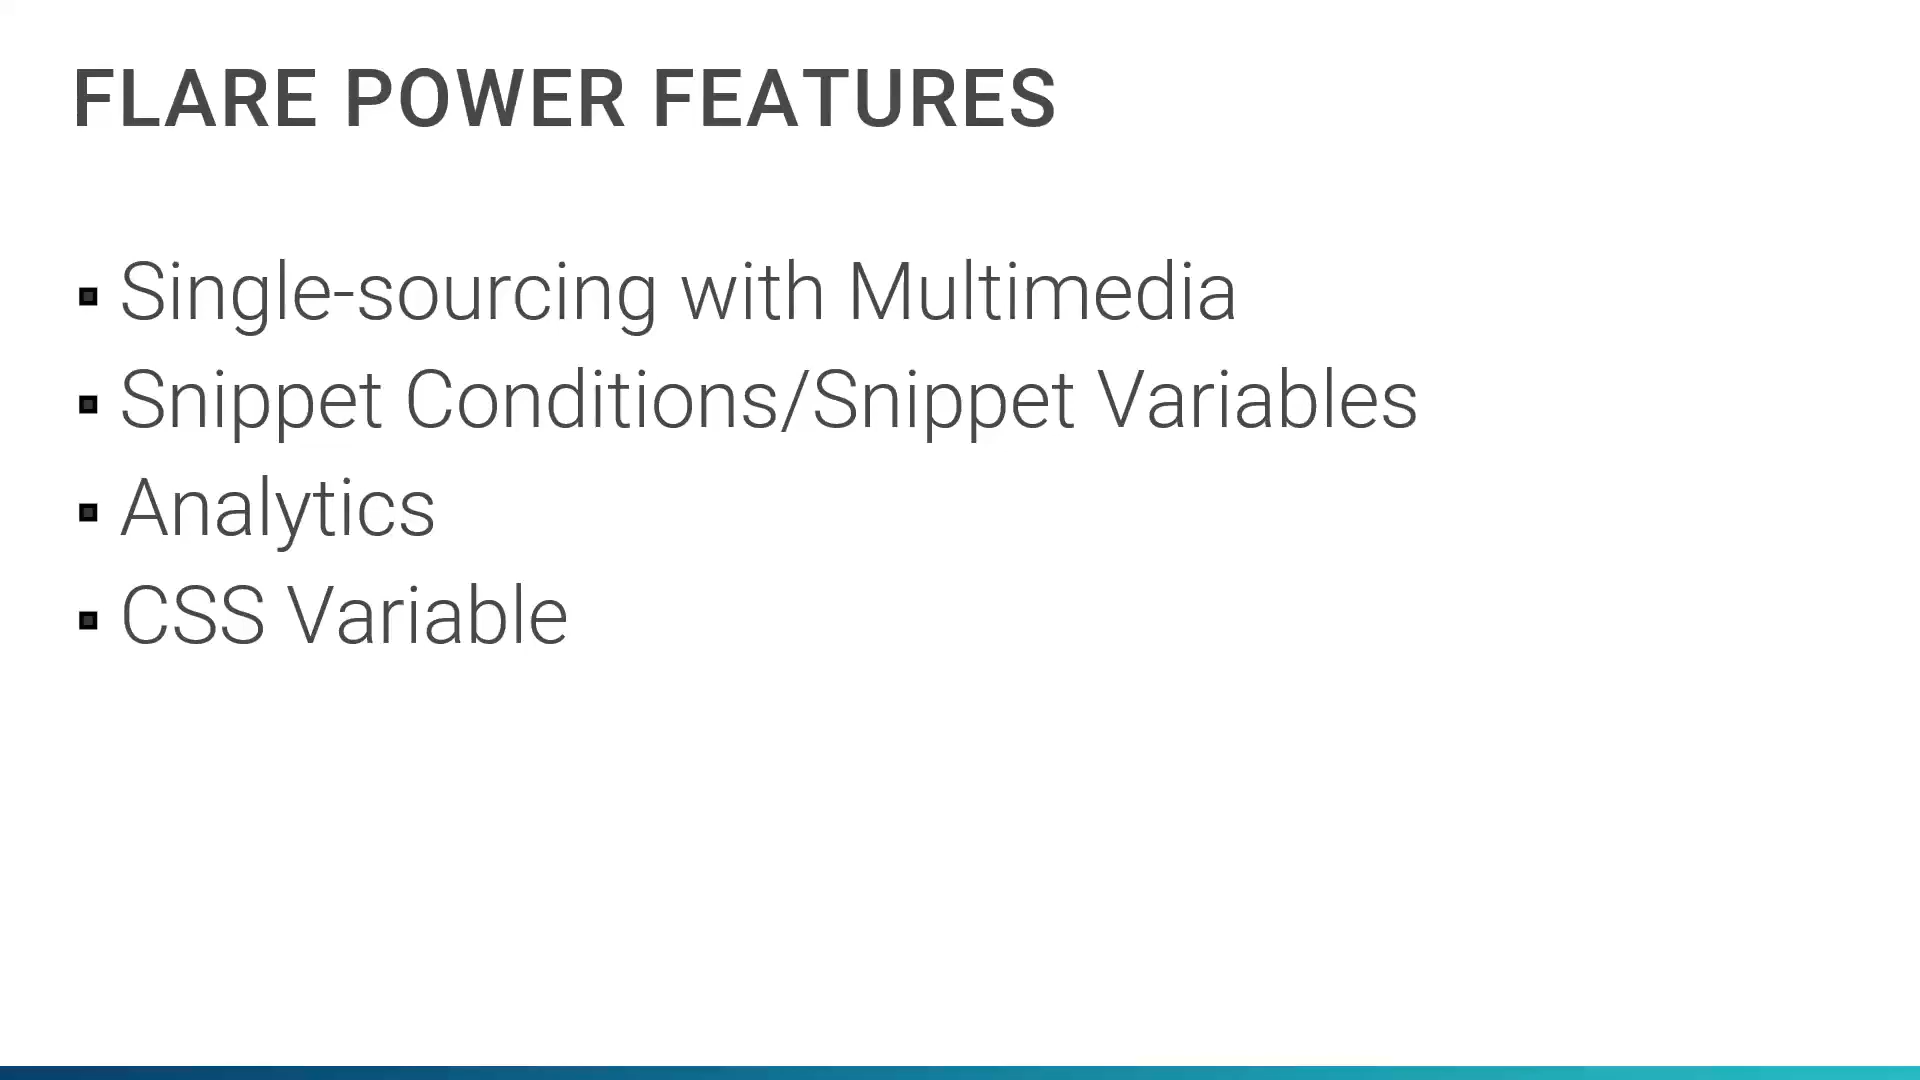 FLARE POWER FEATURES
Single-sourcing with Multimedia
Snippet Conditions/Snippet Variables
Analytics
CSS Variable